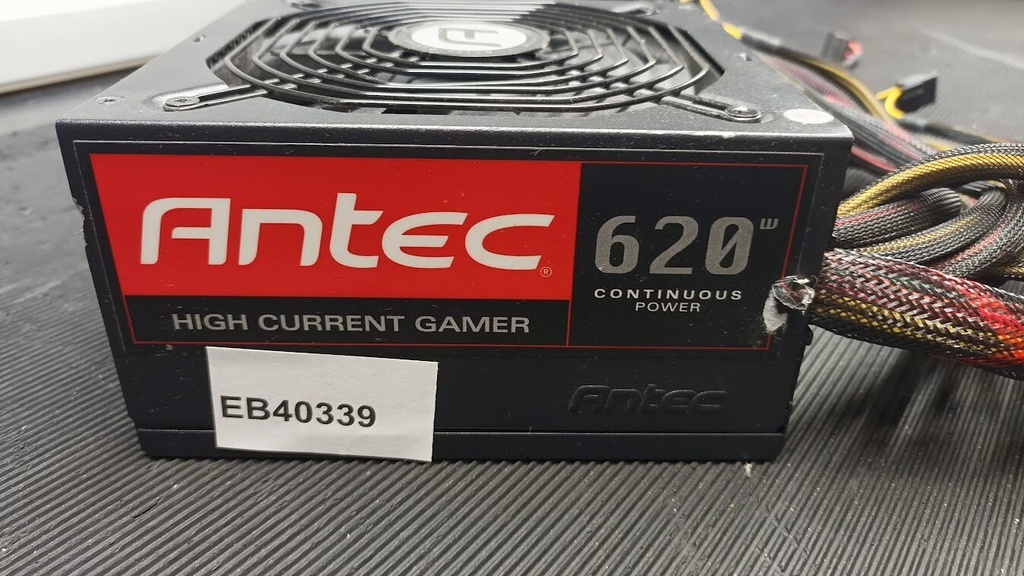 Antec®
HIGH CURRENT GAMER
620W
CONTINUOUS
POWER
EB40339
Antec